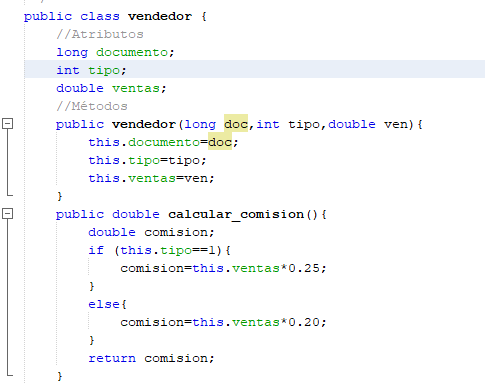 public class vendedor {
//Atributos
long documento;
int tipo;
double ventas;
//Métodos
public vendedor(long doc,int tipo,double ven){
this.documento=doc;
this.tipo=tipo;
this.ventas=ven;
}
public double calcular_comision(){
double comision;
if (this.tipo==1){
comision=this.ventas*0.25;
}
else{
comision=this.ventas*0.20;
}
return comision;
}